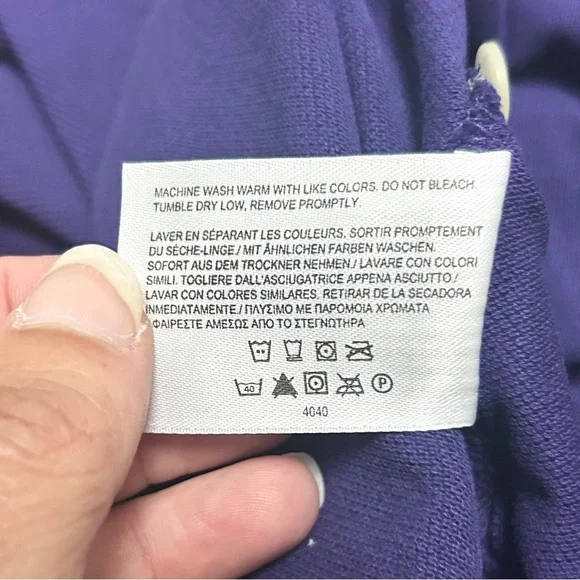 MACHINE WASH WARM WITH LIKE COLORS. DO NOT BLEACH.
TUMBLE DRY LOW, REMOVE PROMPTLY.
LAVER EN SÉPARANT LES COULEURS. SORTIR PROMPTEMENT
DU SÈCHE-LINGE./ MIT ÄHNLICHEN FARBEN WASCHEN.
SOFORT AUS DEM TROCKNER NEHMEN./ LAVARE CON COLORI
SIMILI. TOGLIERE DALL'ASCIUGATRICE APPENA ASCIUTTO./
LAVAR CON COLORES SIMILARES. RETIRAR DE LA SECADORA
INMEDIATAMENTE./ ΠΛΥΣΙΜΟ ΜΕ ΠΑΡΟΜΟΙΑ ΧΡΩΜΑΤΑ
ΑΦΑΙΡΕΣΤΕ ΑΜΕΣΩΣ ΑΠΟ ΤΟ ΣΤΕΓΝΩΤΗΡΑ
40 P
4040